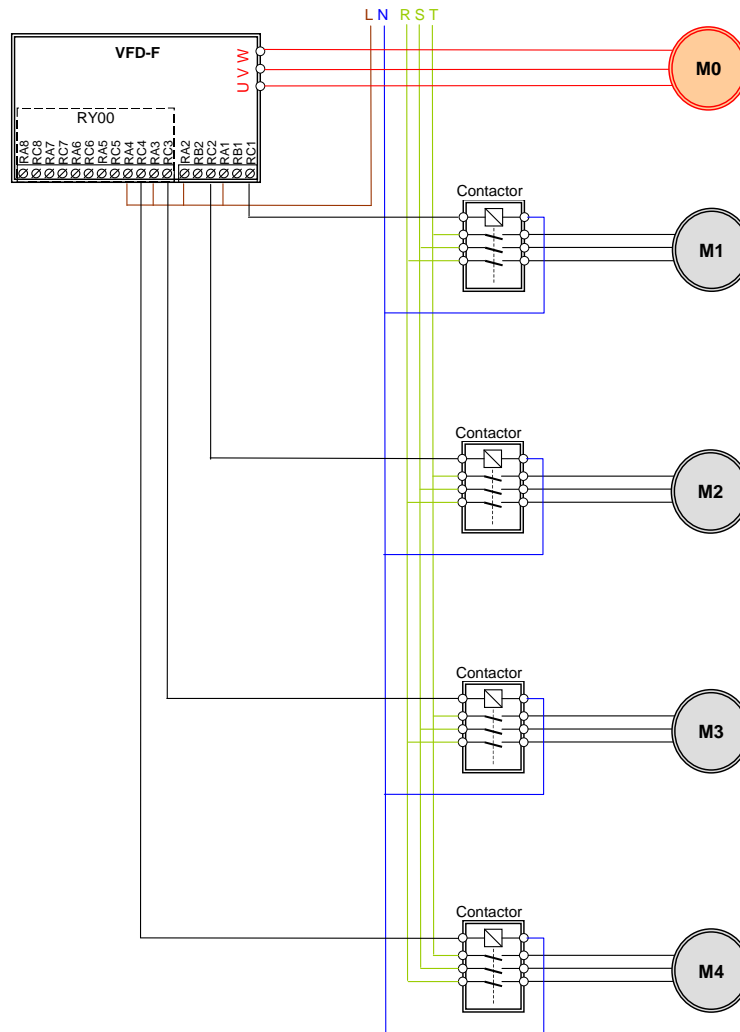 L N R S T
VFD-F
U V W
M0
RY00
RA8 RC8 RA7 RC7 RA6 RC6 RA5 RC5 RA4 RC4 RA3 RC3 RA2 RB2 RC2 RA1 RB1 RC1
Contactor
M1
Contactor
M2
Contactor
M3
Contactor
M4